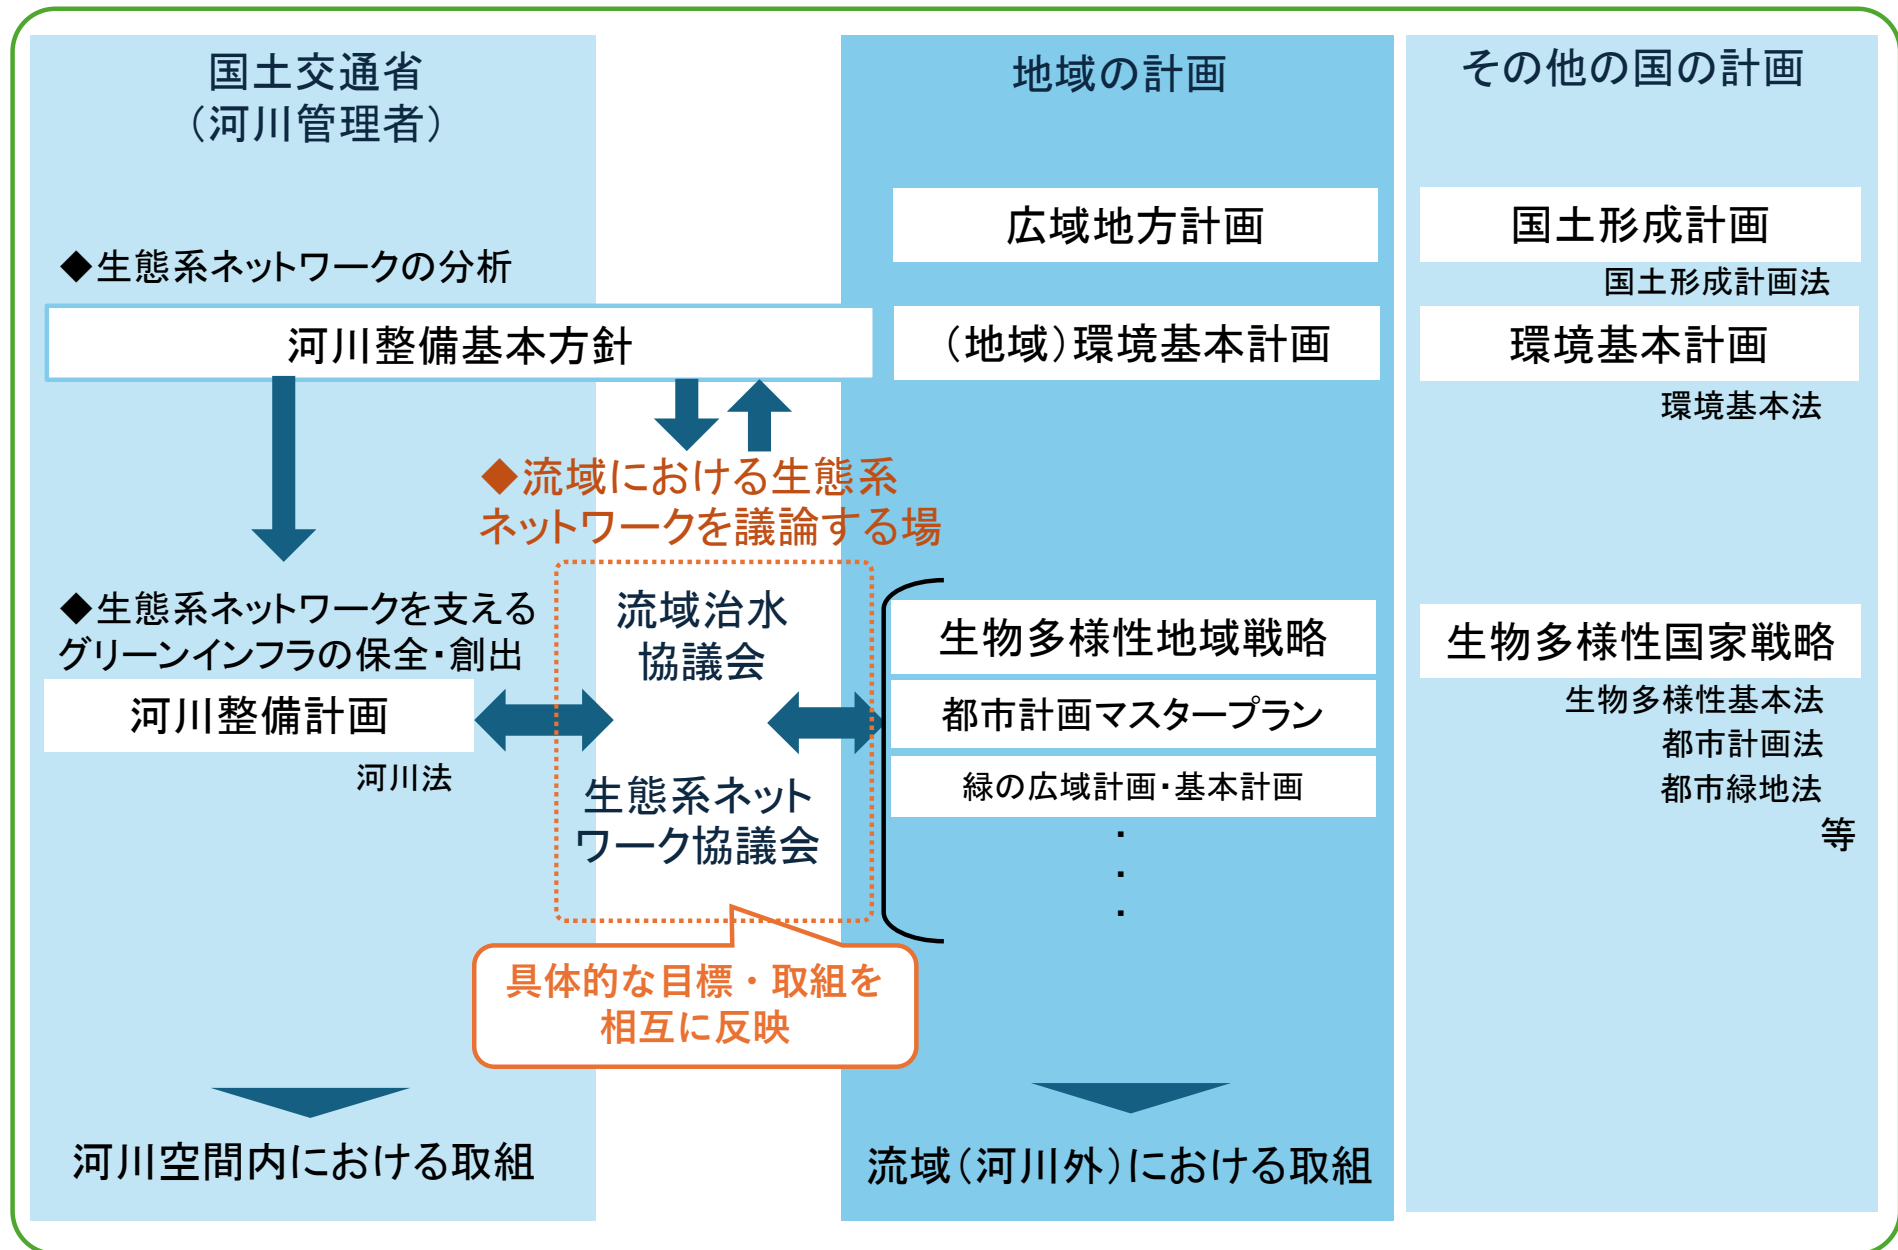 国土交通省
（河川管理者）
◆生態系ネットワークの分析
河川整備基本方針
◆生態系ネットワークを支える
グリーンインフラの保全・創出
河川整備計画
河川法
河川空間内における取組
◆流域における生態系
ネットワークを議論する場
流域治水
協議会
生態系ネット
ワーク協議会
具体的な目標・取組を
相互に反映
地域の計画
広域地方計画
（地域）環境基本計画
生物多様性地域戦略
都市計画マスタープラン
緑の広域計画・基本計画
・
・
・
流域（河川外）における取組
その他の国の計画
国土形成計画
国土形成計画法
環境基本計画
環境基本法
生物多様性国家戦略
生物多様性基本法
都市計画法
都市緑地法
等